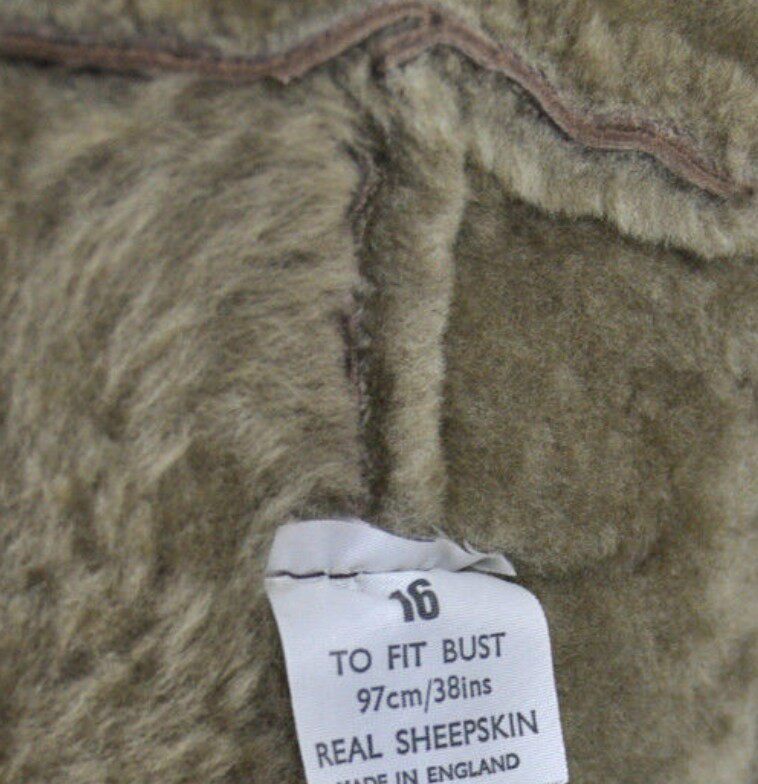 16
TO FIT BUST
97cm/38ins
REAL SHEEPSKIN
MADE IN ENGLAND